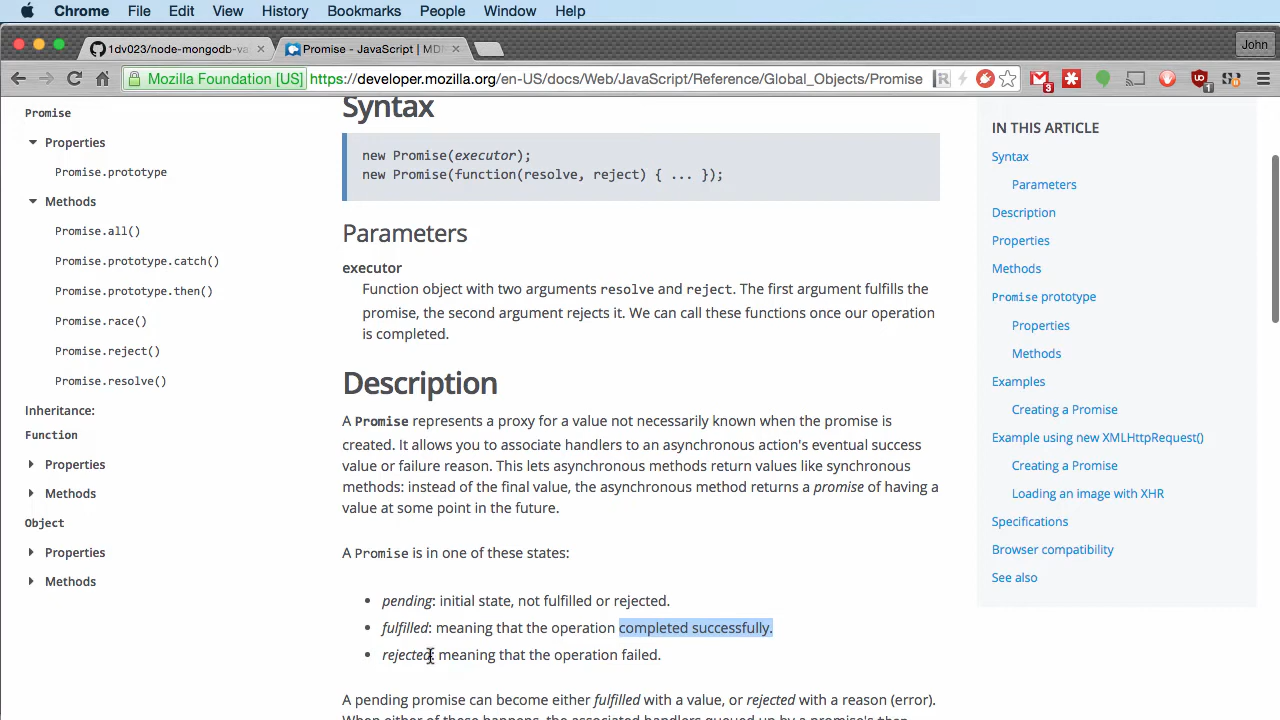 Chrome File Edit View History Bookmarks People Window Help
1dv023/node-mongodb-va × Promise - JavaScript | MDN × John
Mozilla Foundation [US] https://developer.mozilla.org/en-US/docs/Web/JavaScript/Reference/Global_Objects/Promise
Promise
Properties
Promise.prototype
Methods
Promise.all()
Promise.prototype.catch()
Promise.prototype.then()
Promise.race()
Promise.reject()
Promise.resolve()
Inheritance:
Function
Properties
Methods
Object
Properties
Methods
Syntax
new Promise(executor);
new Promise(function(resolve, reject) { ... });
Parameters
executor
Function object with two arguments resolve and reject. The first argument fulfills the
promise, the second argument rejects it. We can call these functions once our operation
is completed.
Description
A Promise represents a proxy for a value not necessarily known when the promise is
created. It allows you to associate handlers to an asynchronous action's eventual success
value or failure reason. This lets asynchronous methods return values like synchronous
methods: instead of the final value, the asynchronous method returns a promise of having a
value at some point in the future.
A Promise is in one of these states:
• pending: initial state, not fulfilled or rejected.
• fulfilled: meaning that the operation completed successfully.
• rejected: meaning that the operation failed.
A pending promise can become either fulfilled with a value, or rejected with a reason (error).
When either of these happens, the associated handlers queued up by a promise's then
IN THIS ARTICLE
Syntax
Parameters
Description
Properties
Methods
Promise prototype
Properties
Methods
Examples
Creating a Promise
Example using new XMLHttpRequest()
Creating a Promise
Loading an image with XHR
Specifications
Browser compatibility
See also